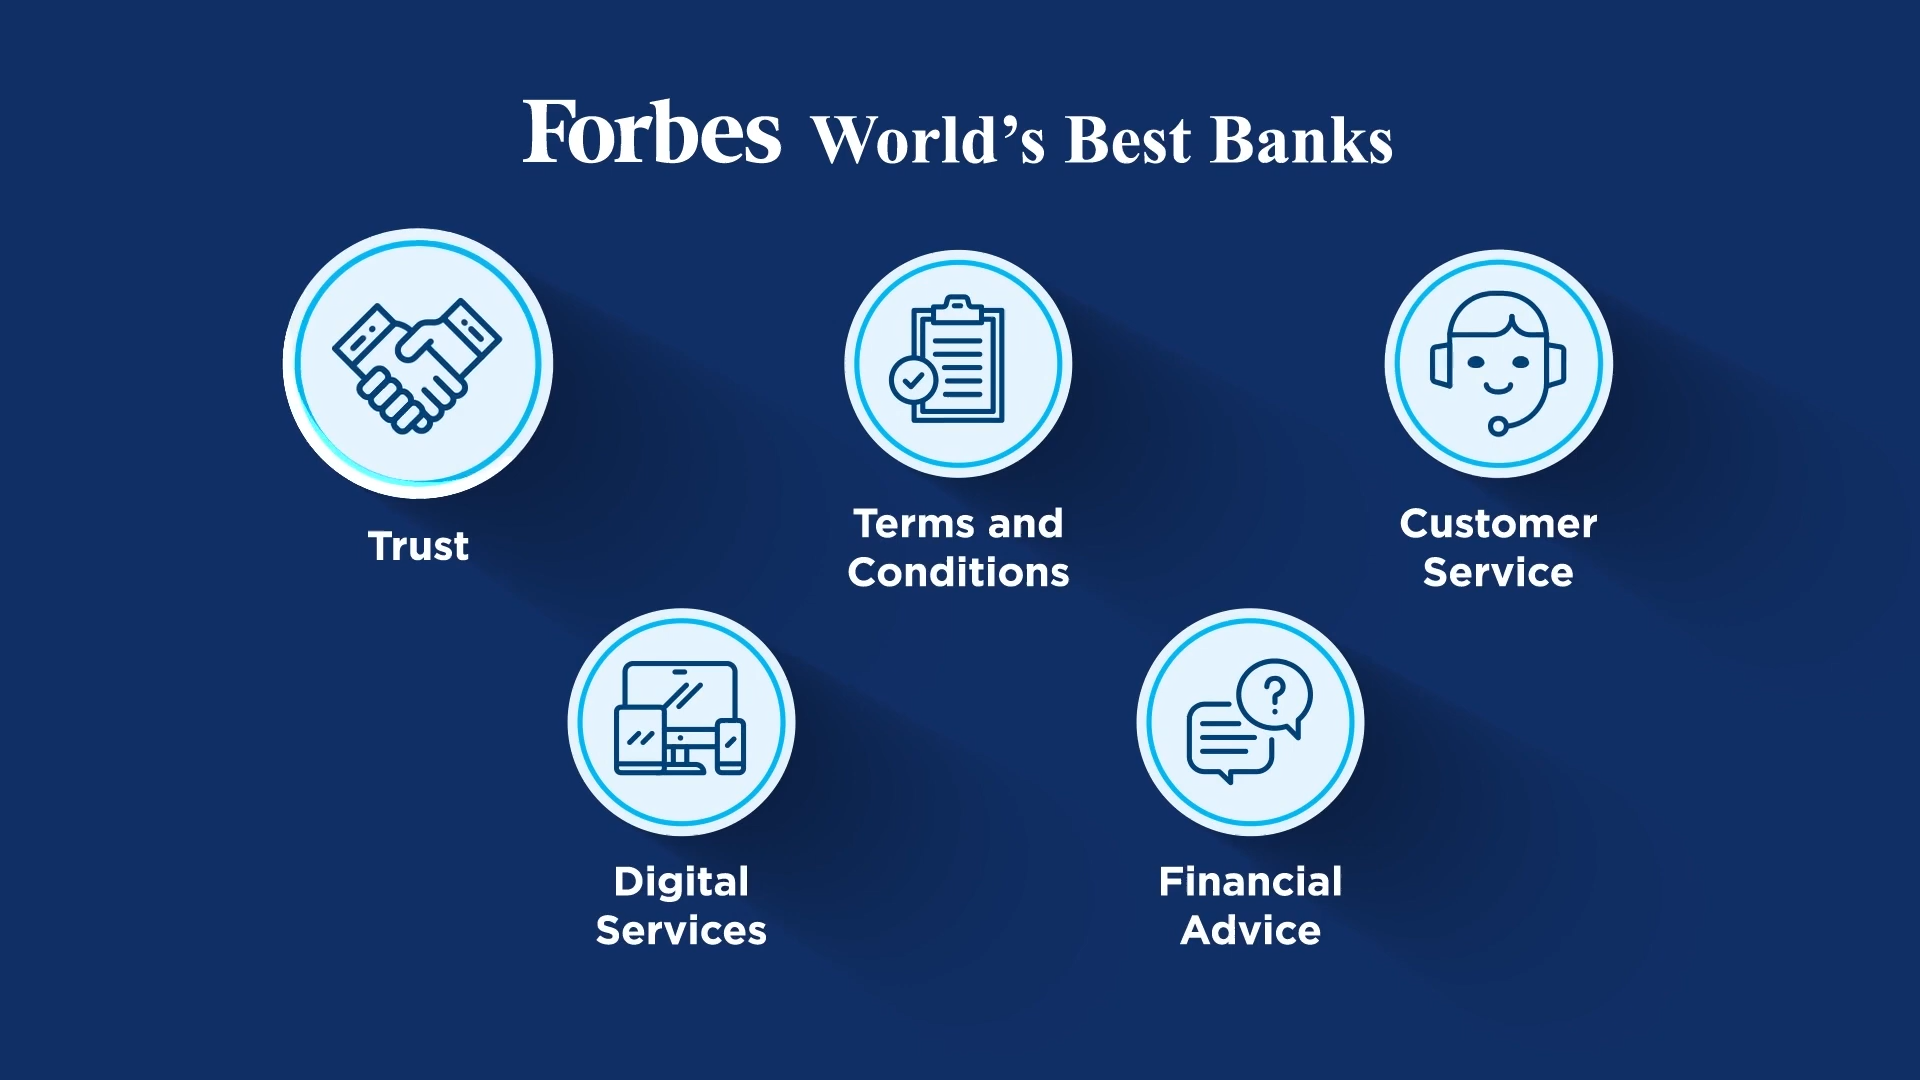 Forbes World's Best Banks
Trust
Terms and
Conditions
Customer
Service
Digital
Services
Financial
Advice